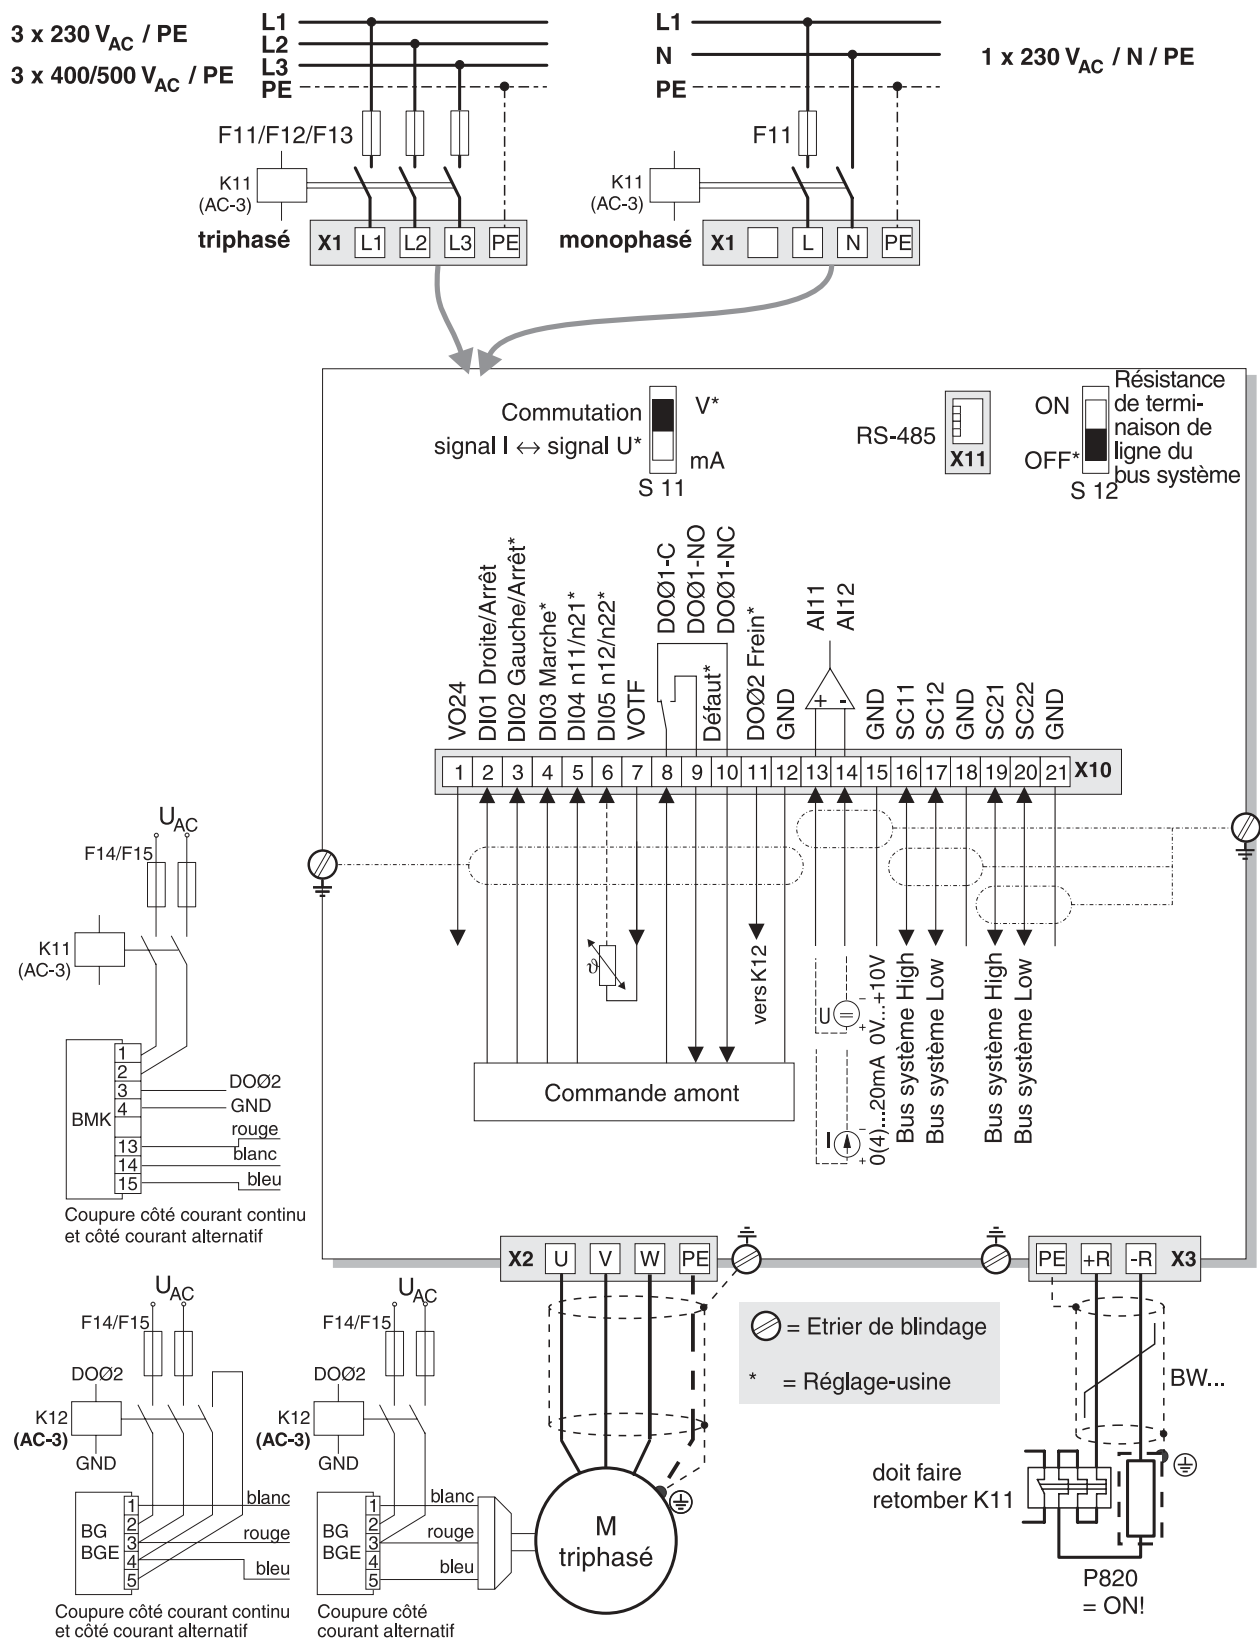 3 x 230 VAC / PE
3 x 400/500 VAC / PE
L1
L2
L3
PE
F11/F12/F13
K11
(AC-3)
triphasé
X1 L1 L2 L3 PE
L1
N
PE
1 x 230 VAC / N / PE
F11
K11
(AC-3)
monophasé
X1 L N PE
Commutation
signal I ↔ signal U*
V*
mA
S 11
RS-485
X11
ON
OFF*
S 12
Résistance
de termi-
naison de
ligne du
bus système
VO24
DI01 Droite/Arrêt
DI02 Gauche/Arrêt*
DI03 Marche*
DI04 n11/n21*
DI05 n12/n22*
VOTF
DOØ1-C
DOØ1-NO
DOØ1-NC
Défaut*
DOØ2 Frein*
GND
AI11
AI12
+ -
GND
SC11
SC12
GND
SC21
SC22
GND
1 2 3 4 5 6 7 8 9 10 11 12 13 14 15 16 17 18 19 20 21 X10
ϑ
vers K12
U = + -
0V...+10V
I + -
0(4)...20mA
Bus système High
Bus système Low
Bus système High
Bus système Low
Commande amont
UAC
F14/F15
K11
(AC-3)
BMK
1
2
3
4
13
14
15
DOØ2
GND
rouge
blanc
bleu
Coupure côté courant continu
et côté courant alternatif
X2 U V W PE
PE +R -R X3
= Etrier de blindage
* = Réglage-usine
BW...
doit faire
retomber K11
P820
= ON!
M
triphasé
UAC
F14/F15
DOØ2
K12
(AC-3)
GND
BG
BGE
1
2
3
4
5
blanc
rouge
bleu
Coupure côté courant continu
et côté courant alternatif
UAC
F14/F15
DOØ2
K12
(AC-3)
GND
BG
BGE
1
2
3
4
5
blanc
rouge
bleu
Coupure côté
courant alternatif